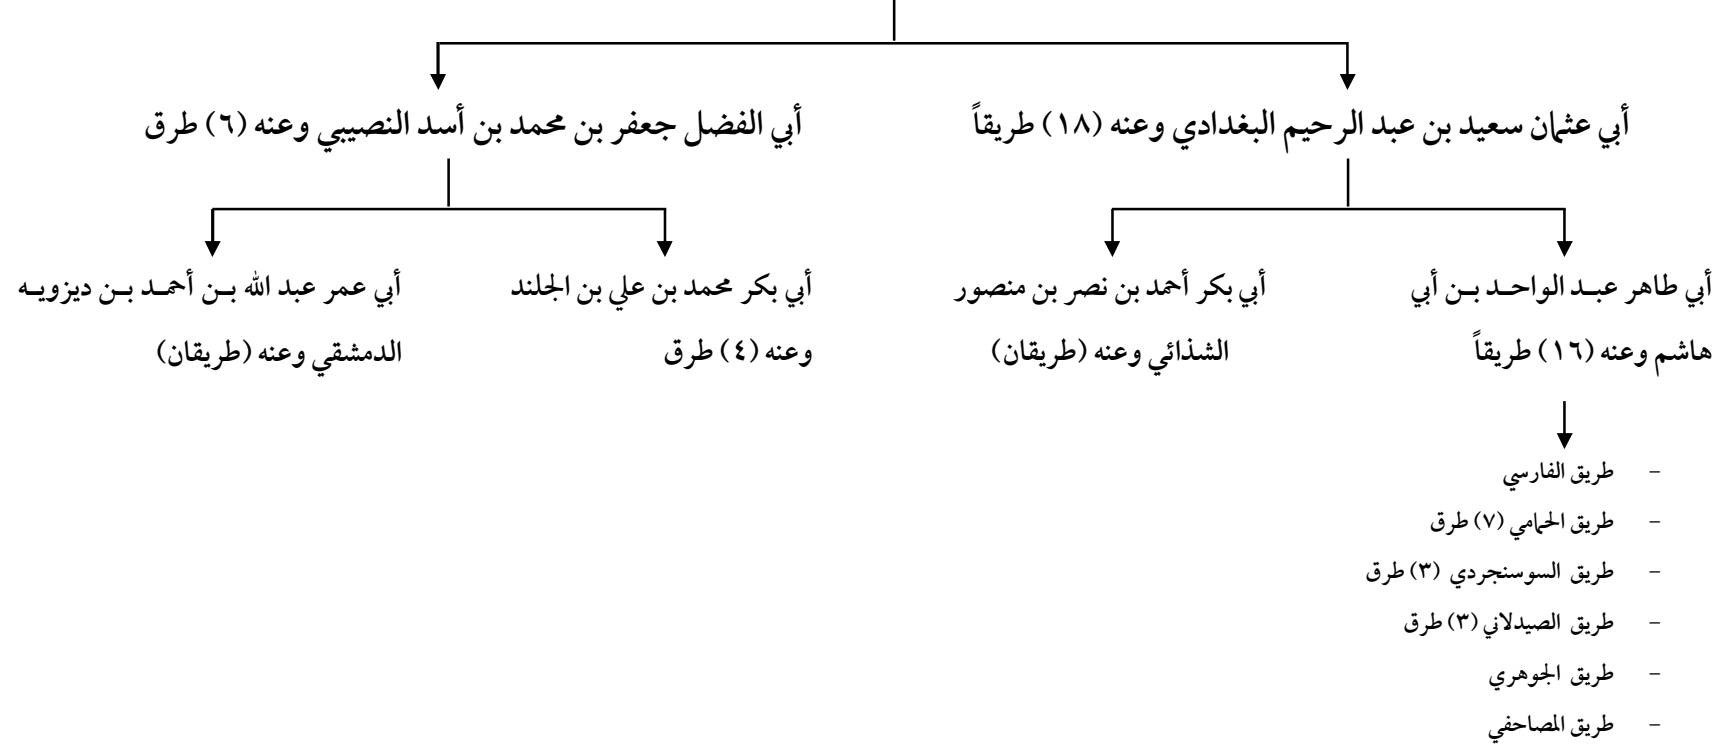 أبي عثمان سعيد بن عبد الرحيم البغدادي وعنه (١٨) طريقاً
أبي الفضل جعفر بن محمد بن أسد النصيبي وعنه (٦) طرق
أبي طاهر عبد الواحد بن أبي
هاشم وعنه (١٦) طريقاً
أبي بكر أحمد بن نصر بن منصور
الشذائي وعنه (طريقان)
أبي بكر محمد بن علي بن الجلند
وعنه (٤) طرق
أبي عمر عبد الله بن أحمد بن ديزويه
الدمشقي وعنه (طريقان)
- طريق الفارسي
- طريق الحمامي (٧) طرق
- طريق السوسنجردي (٣) طرق
- طريق الصيدلاني (٣) طرق
- طريق الجوهري
- طريق المصاحفي